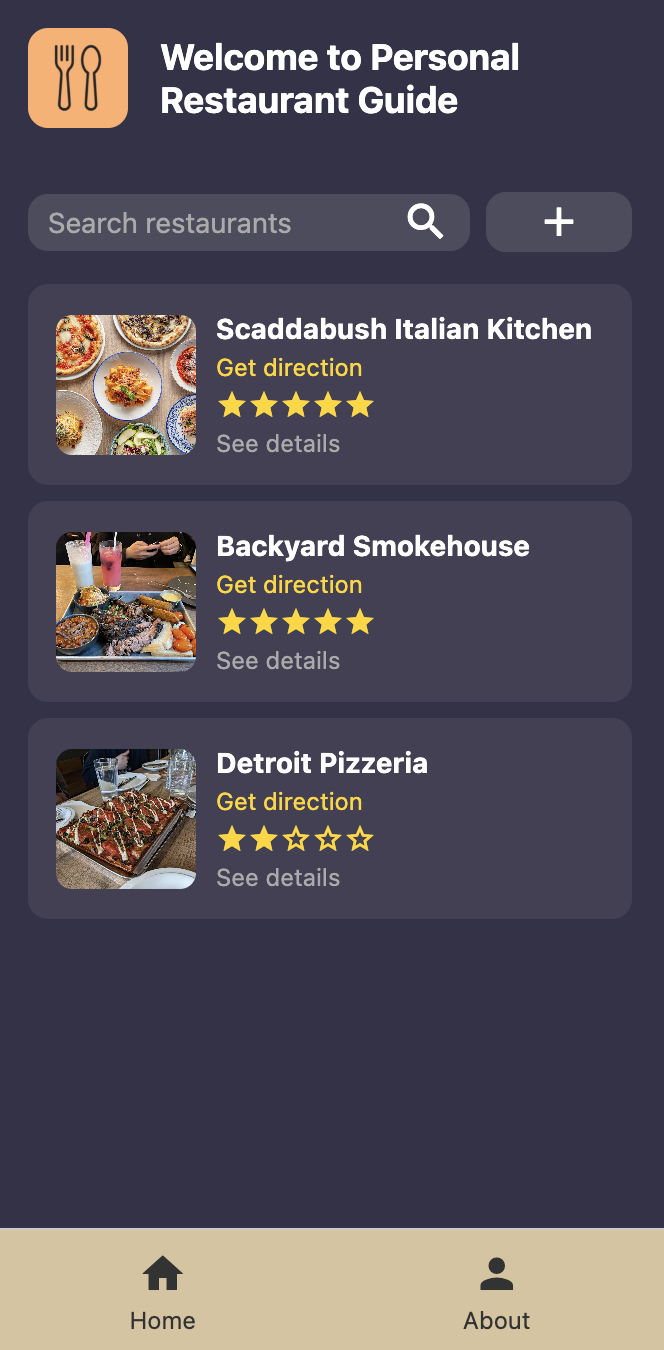 Welcome to Personal
Restaurant Guide
Search restaurants
Scaddabush Italian Kitchen
Get direction
See details
Backyard Smokehouse
Get direction
See details
Detroit Pizzeria
Get direction
See details
Home
About